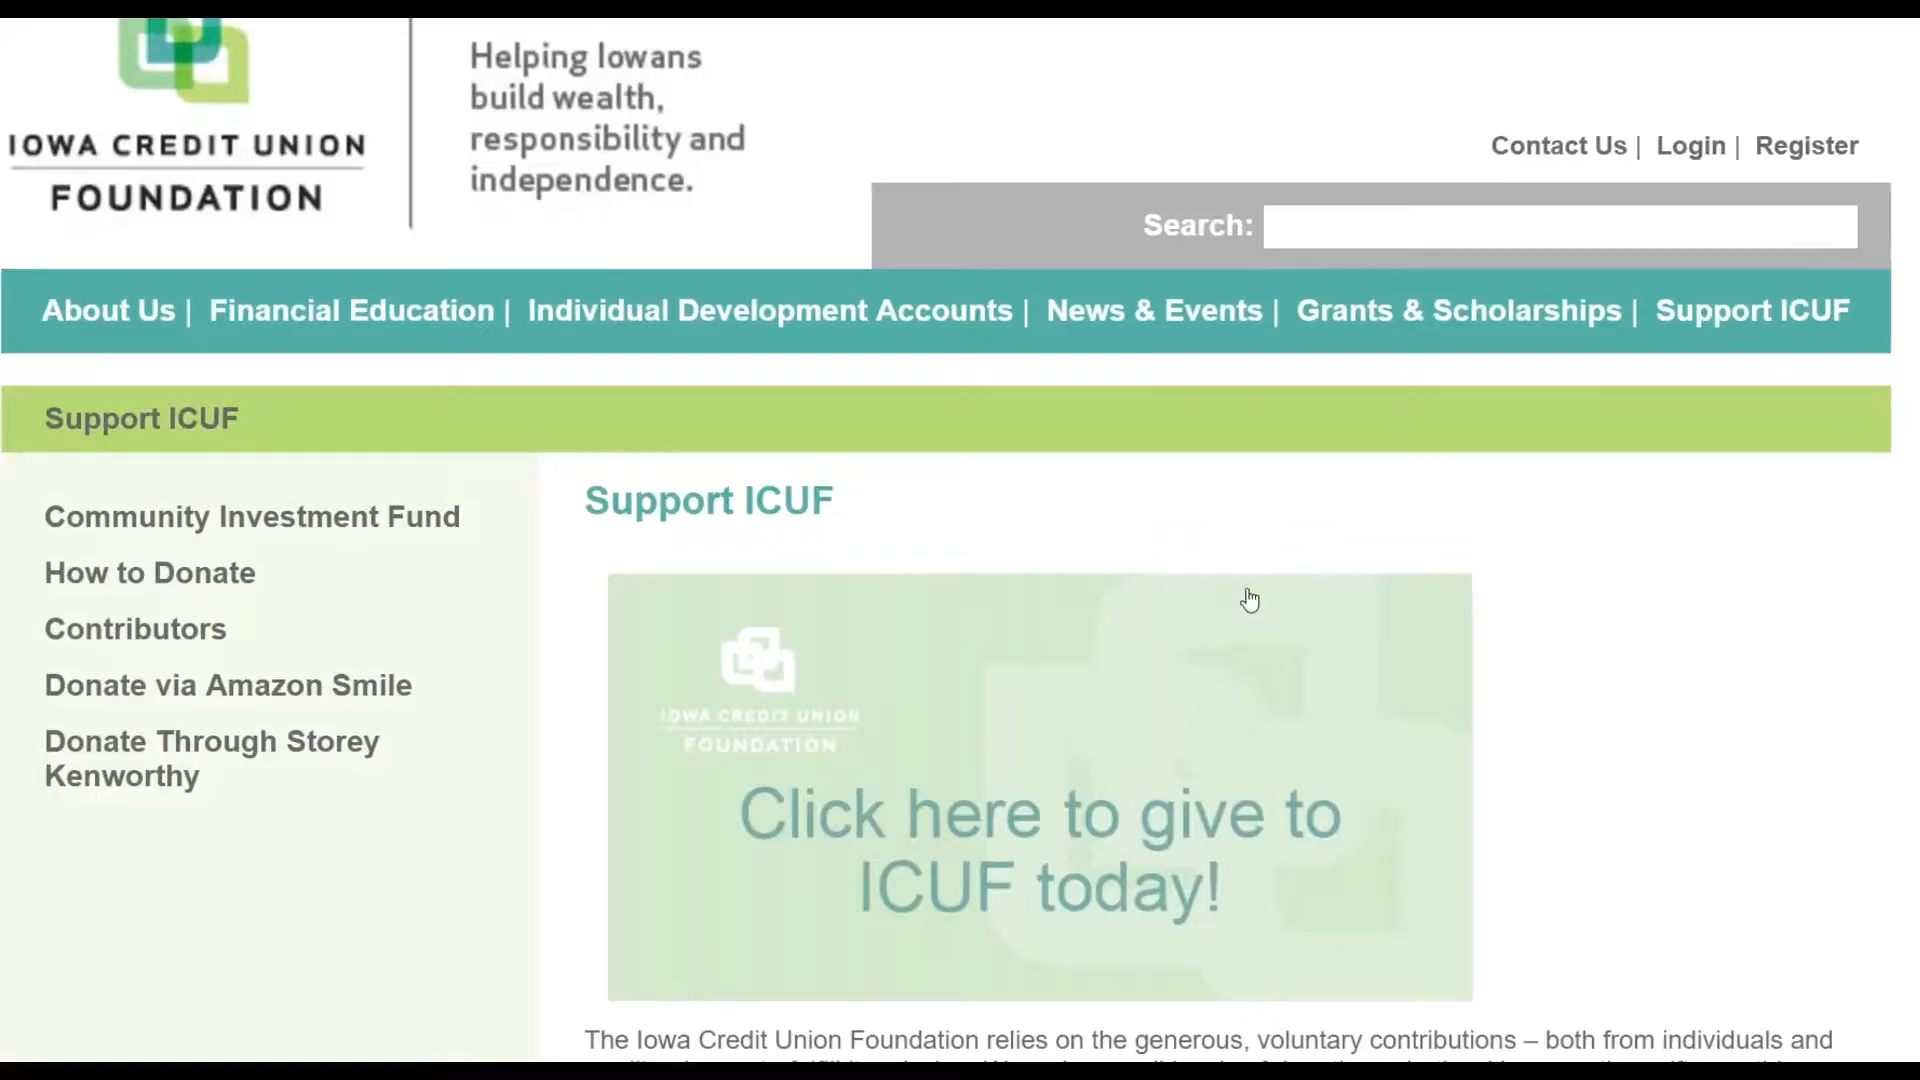 IOWA CREDIT UNION
FOUNDATION
Helping Iowans
build wealth,
responsibility and
independence.
Contact Us | Login | Register
Search:
About Us | Financial Education | Individual Development Accounts | News & Events | Grants & Scholarships | Support ICUF
Support ICUF
Community Investment Fund
How to Donate
Contributors
Donate via Amazon Smile
Donate Through Storey
Kenworthy
Support ICUF
IOWA CREDIT UNION
FOUNDATION
Click here to give to
ICUF today!
The Iowa Credit Union Foundation relies on the generous, voluntary contributions – both from individuals and